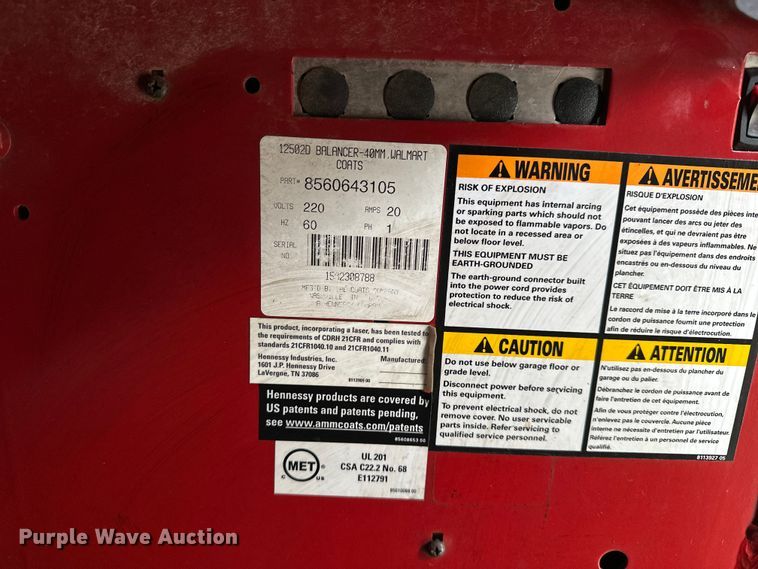 12502D BALANCER-40MM,WALMART
COATS
PART# 8560643105
VOLTS 220 AMPS 20
HZ 60 PH 1
SERIAL
NO.
MFT'D BY THE COATS COMPANY
This product, incorporating a laser, has been tested to
the requirements of CDRH 21CFR and complies with
standards 21CFR1040.10 and 21CFR1040.11
Hennessy Industries, Inc. Manufactured:
1601 J.P. Hennessy Drive
LaVergne, TN 37086
Hennessy products are covered by
US patents and patents pending,
see www.ammcoats.com/patents
MET
C US
UL 201
CSA C22.2 No. 68
E112791
WARNING
RISK OF EXPLOSION
This equipment has internal arcing
or sparking parts which should not
be exposed to flammable vapors. Do
not locate in a recessed area or
below floor level.
THIS EQUIPMENT MUST BE
EARTH-GROUNDED
The earth-ground connector built
into the power cord provides
protection to reduce the risk of
electrical shock.
CAUTION
Do not use below garage floor or
grade level.
Disconnect power before servicing
this equipment.
To prevent electrical shock, do not
remove cover. No user serviceable
parts inside. Refer servicing to
qualified service personnel.
AVERTISSEME
RISQUE D'EXPLOSION
Cet équipement possède des pièces inte
pouvant lancer des arcs ou jeter des
étincelles, et qui ne devraient pas être
exposées à des vapeurs inflammables. Ne
situez pas l'équipement dans des endroits
encastrés ou en-dessous du niveau du
plancher.
CET ÉQUIPEMENT DOIT ÊTRE MIS À LA
TERRE
Le raccord de mise à la terre incorporé dans le
cordon de puissance fournit une protection
afin de réduire le risque d'électrocution.
ATTENTION
N'utilisez pas en-dessous du plancher du
garage ou du palier.
Débranchez le cordon de puissance avant de
faire l'entretien de cet équipement.
Afin de vous protéger contre l'électrocution,
n'enlevez pas le couvercle. Aucune pièce
interne ne nécessite d'entretien par l'utilisateur.
Référez l'entretien à un personnel de service
qualifié.
8113927 05
Purple Wave Auction